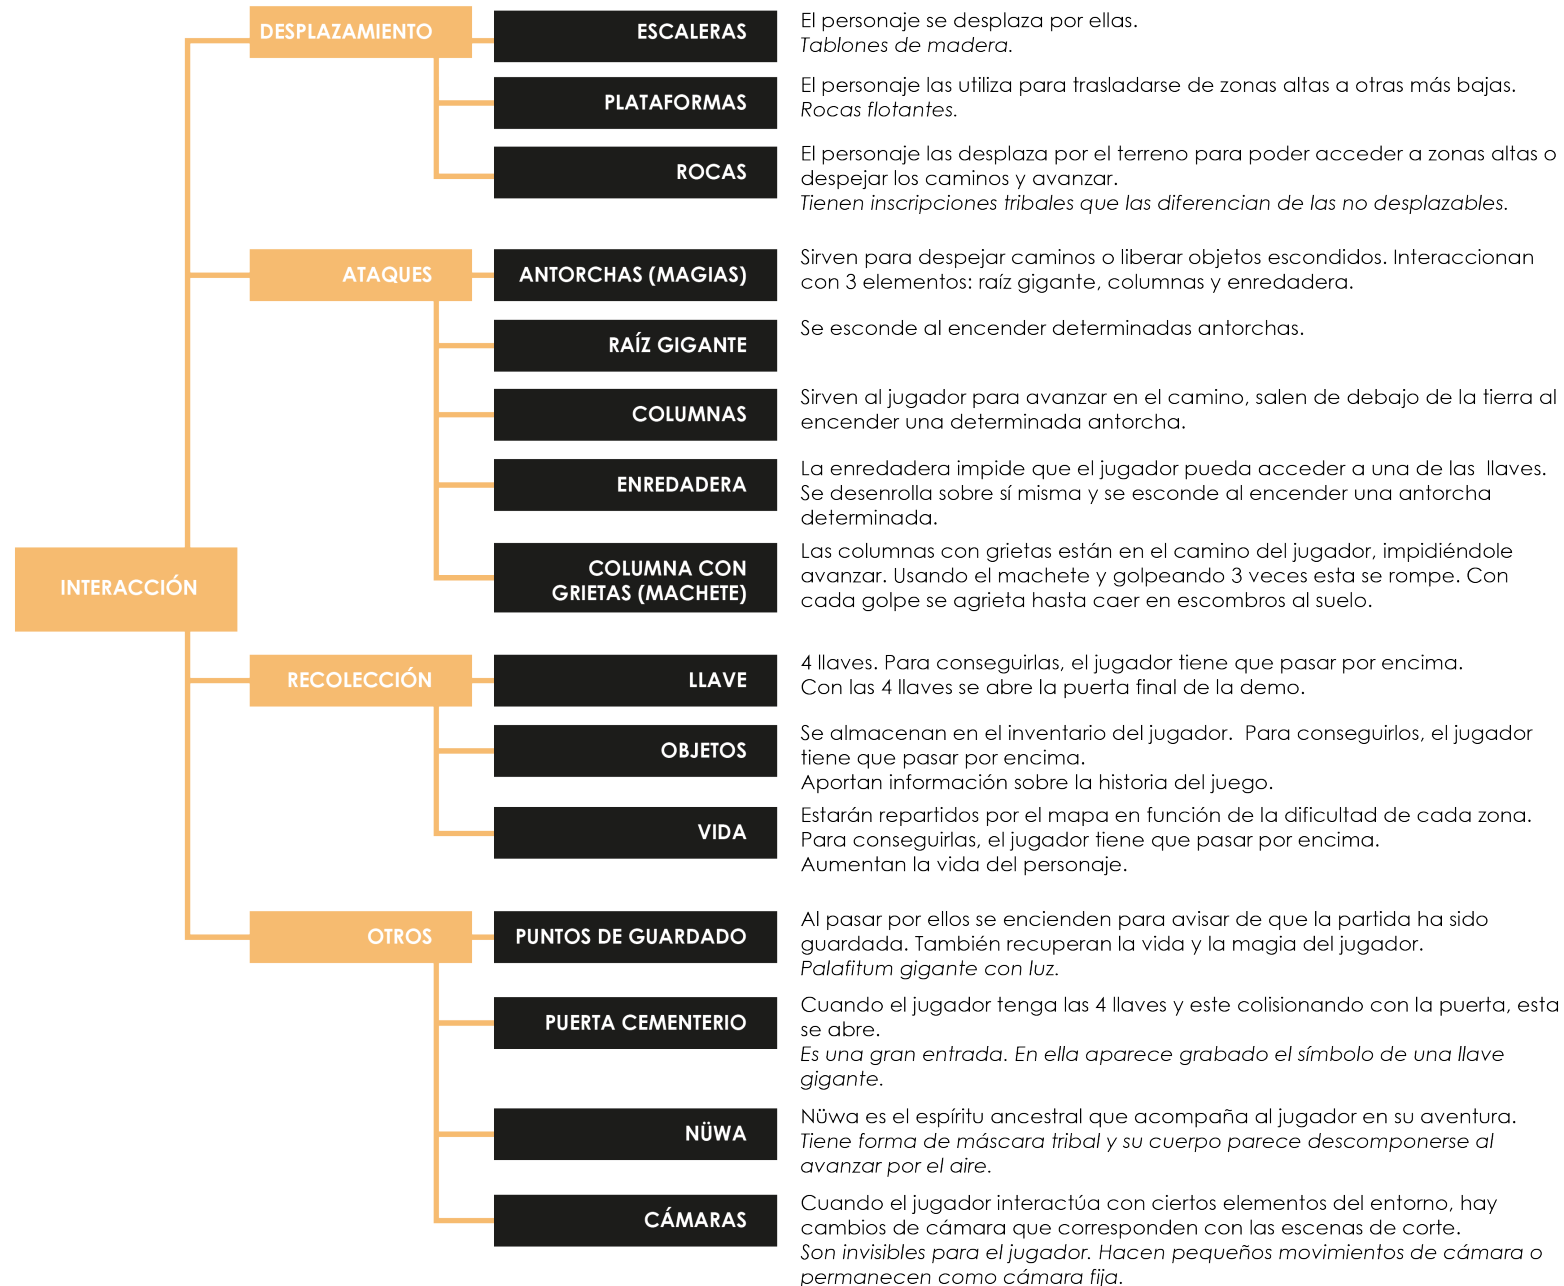 DESPLAZAMIENTO
ESCALERAS
El personaje se desplaza por ellas.
Tablones de madera.
PLATAFORMAS
El personaje las utiliza para trasladarse de zonas altas a otras más bajas.
Rocas flotantes.
ROCAS
El personaje las desplaza por el terreno para poder acceder a zonas altas o
despejar los caminos y avanzar.
Tienen inscripciones tribales que las diferencian de las no desplazables.
ATAQUES
ANTORCHAS (MAGIAS)
Sirven para despejar caminos o liberar objetos escondidos. Interaccionan
con 3 elementos: raíz gigante, columnas y enredadera.
RAÍZ GIGANTE
Se esconde al encender determinadas antorchas.
COLUMNAS
Sirven al jugador para avanzar en el camino, salen de debajo de la tierra al
encender una determinada antorcha.
ENREDADERA
La enredadera impide que el jugador pueda acceder a una de las  llaves.
Se desenrolla sobre sí misma y se esconde al encender una antorcha
determinada.
INTERACCIÓN
COLUMNA CON
GRIETAS (MACHETE)
Las columnas con grietas están en el camino del jugador, impidiéndole
avanzar. Usando el machete y golpeando 3 veces esta se rompe. Con
cada golpe se agrieta hasta caer en escombros al suelo.
RECOLECCIÓN
LLAVE
4 llaves. Para conseguirlas, el jugador tiene que pasar por encima.
Con las 4 llaves se abre la puerta final de la demo.
OBJETOS
Se almacenan en el inventario del jugador.  Para conseguirlos, el jugador
tiene que pasar por encima.
Aportan información sobre la historia del juego.
VIDA
Estarán repartidos por el mapa en función de la dificultad de cada zona.
Para conseguirlas, el jugador tiene que pasar por encima.
Aumentan la vida del personaje.
OTROS
PUNTOS DE GUARDADO
Al pasar por ellos se encienden para avisar de que la partida ha sido
guardada. También recuperan la vida y la magia del jugador.
Palafitum gigante con luz.
PUERTA CEMENTERIO
Cuando el jugador tenga las 4 llaves y este colisionando con la puerta, esta
se abre.
Es una gran entrada. En ella aparece grabado el símbolo de una llave
gigante.
NÜWA
Nüwa es el espíritu ancestral que acompaña al jugador en su aventura.
Tiene forma de máscara tribal y su cuerpo parece descomponerse al
avanzar por el aire.
CÁMARAS
Cuando el jugador interactúa con ciertos elementos del entorno, hay
cambios de cámara que corresponden con las escenas de corte.
Son invisibles para el jugador. Hacen pequeños movimientos de cámara o
permanecen como cámara fija.